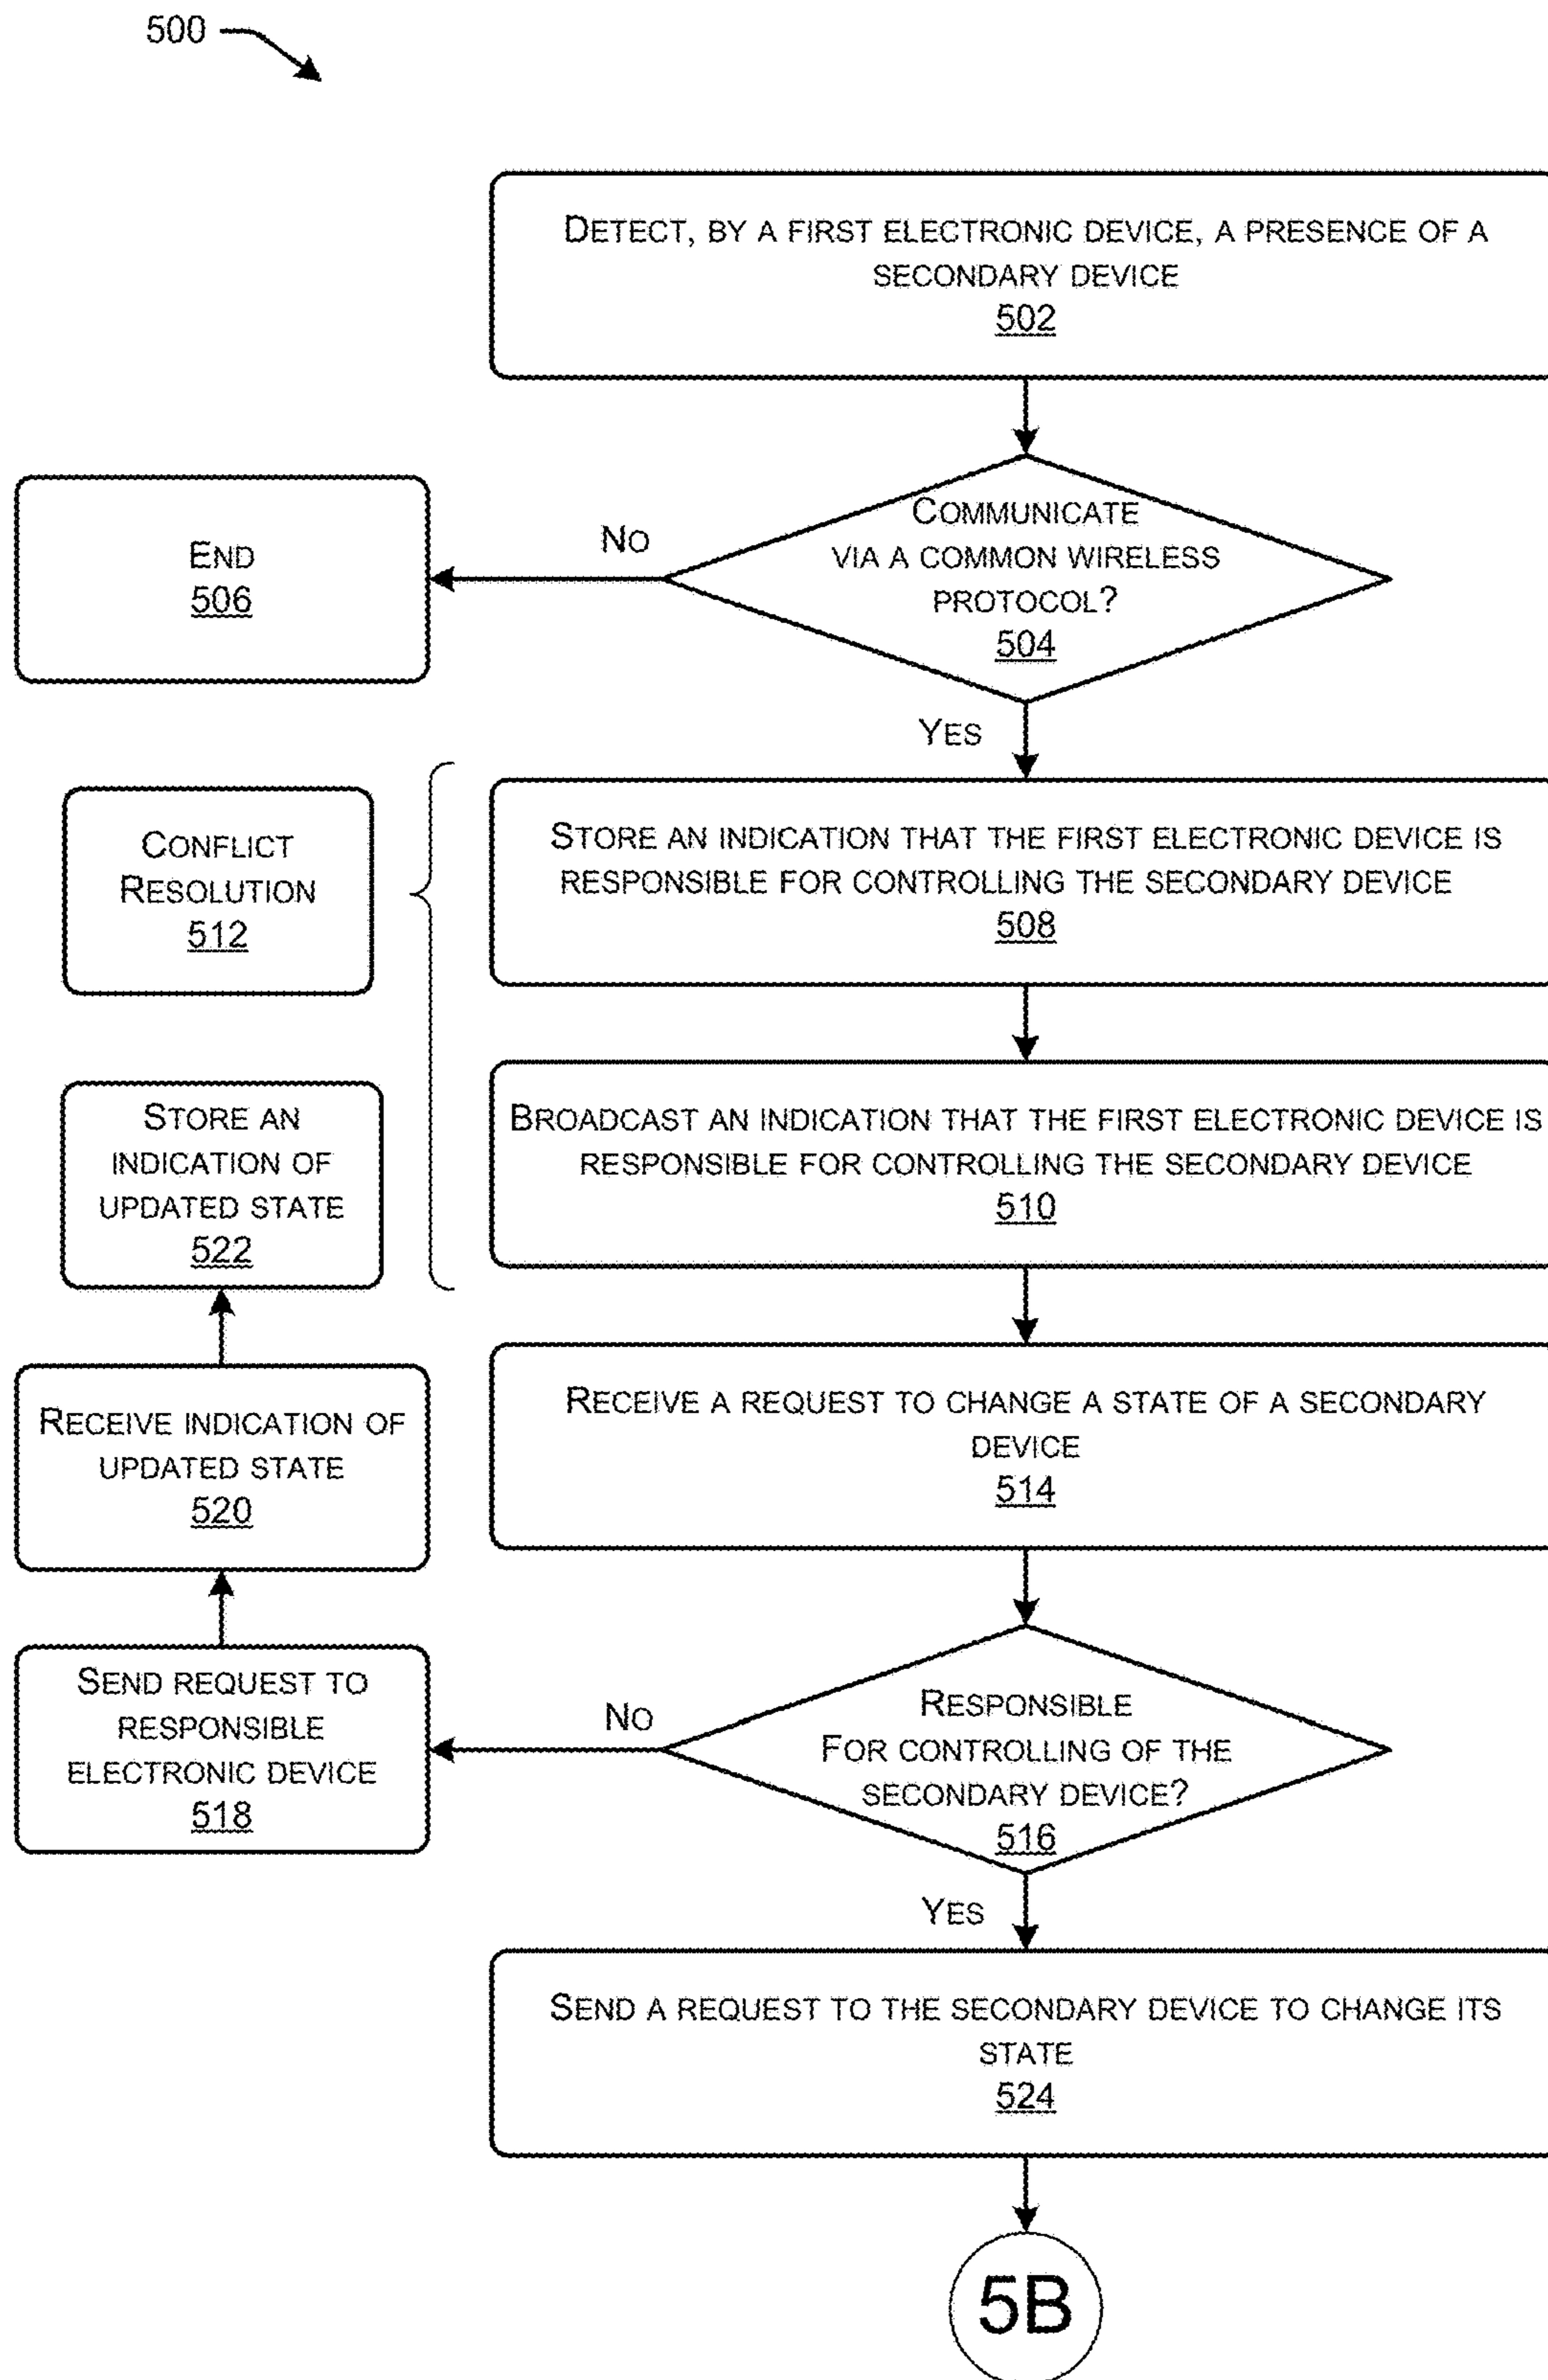 500
DETECT, BY A FIRST ELECTRONIC DEVICE, A PRESENCE OF A
SECONDARY DEVICE
502
COMMUNICATE
VIA A COMMON WIRELESS
PROTOCOL?
504
NO
END
506
YES
STORE AN INDICATION THAT THE FIRST ELECTRONIC DEVICE IS
RESPONSIBLE FOR CONTROLLING THE SECONDARY DEVICE
508
CONFLICT
RESOLUTION
512
BROADCAST AN INDICATION THAT THE FIRST ELECTRONIC DEVICE IS
RESPONSIBLE FOR CONTROLLING THE SECONDARY DEVICE
510
STORE AN
INDICATION OF
UPDATED STATE
522
RECEIVE A REQUEST TO CHANGE A STATE OF A SECONDARY
DEVICE
514
RECEIVE INDICATION OF
UPDATED STATE
520
RESPONSIBLE
FOR CONTROLLING OF THE
SECONDARY DEVICE?
516
NO
SEND REQUEST TO
RESPONSIBLE
ELECTRONIC DEVICE
518
YES
SEND A REQUEST TO THE SECONDARY DEVICE TO CHANGE ITS
STATE
524
5B